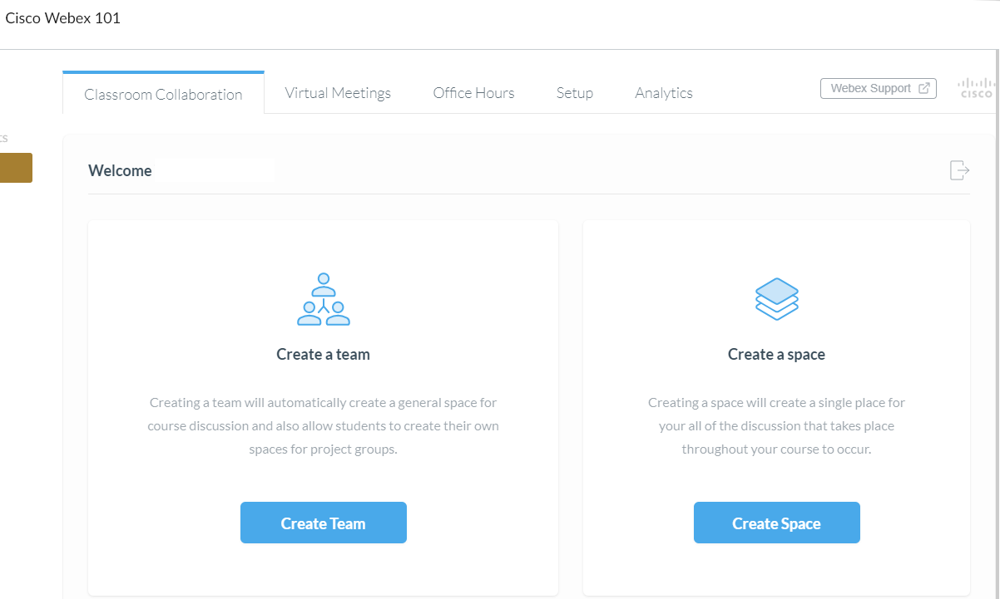 Cisco Webex 101
Classroom Collaboration
Virtual Meetings
Office Hours
Setup
Analytics
Webex Support
CISCO
ts
Welcome
Create a team
Creating a team will automatically create a general space for
course discussion and also allow students to create their own
spaces for project groups.
Create Team
Create a space
Creating a space will create a single place for
your all of the discussion that takes place
throughout your course to occur.
Create Space